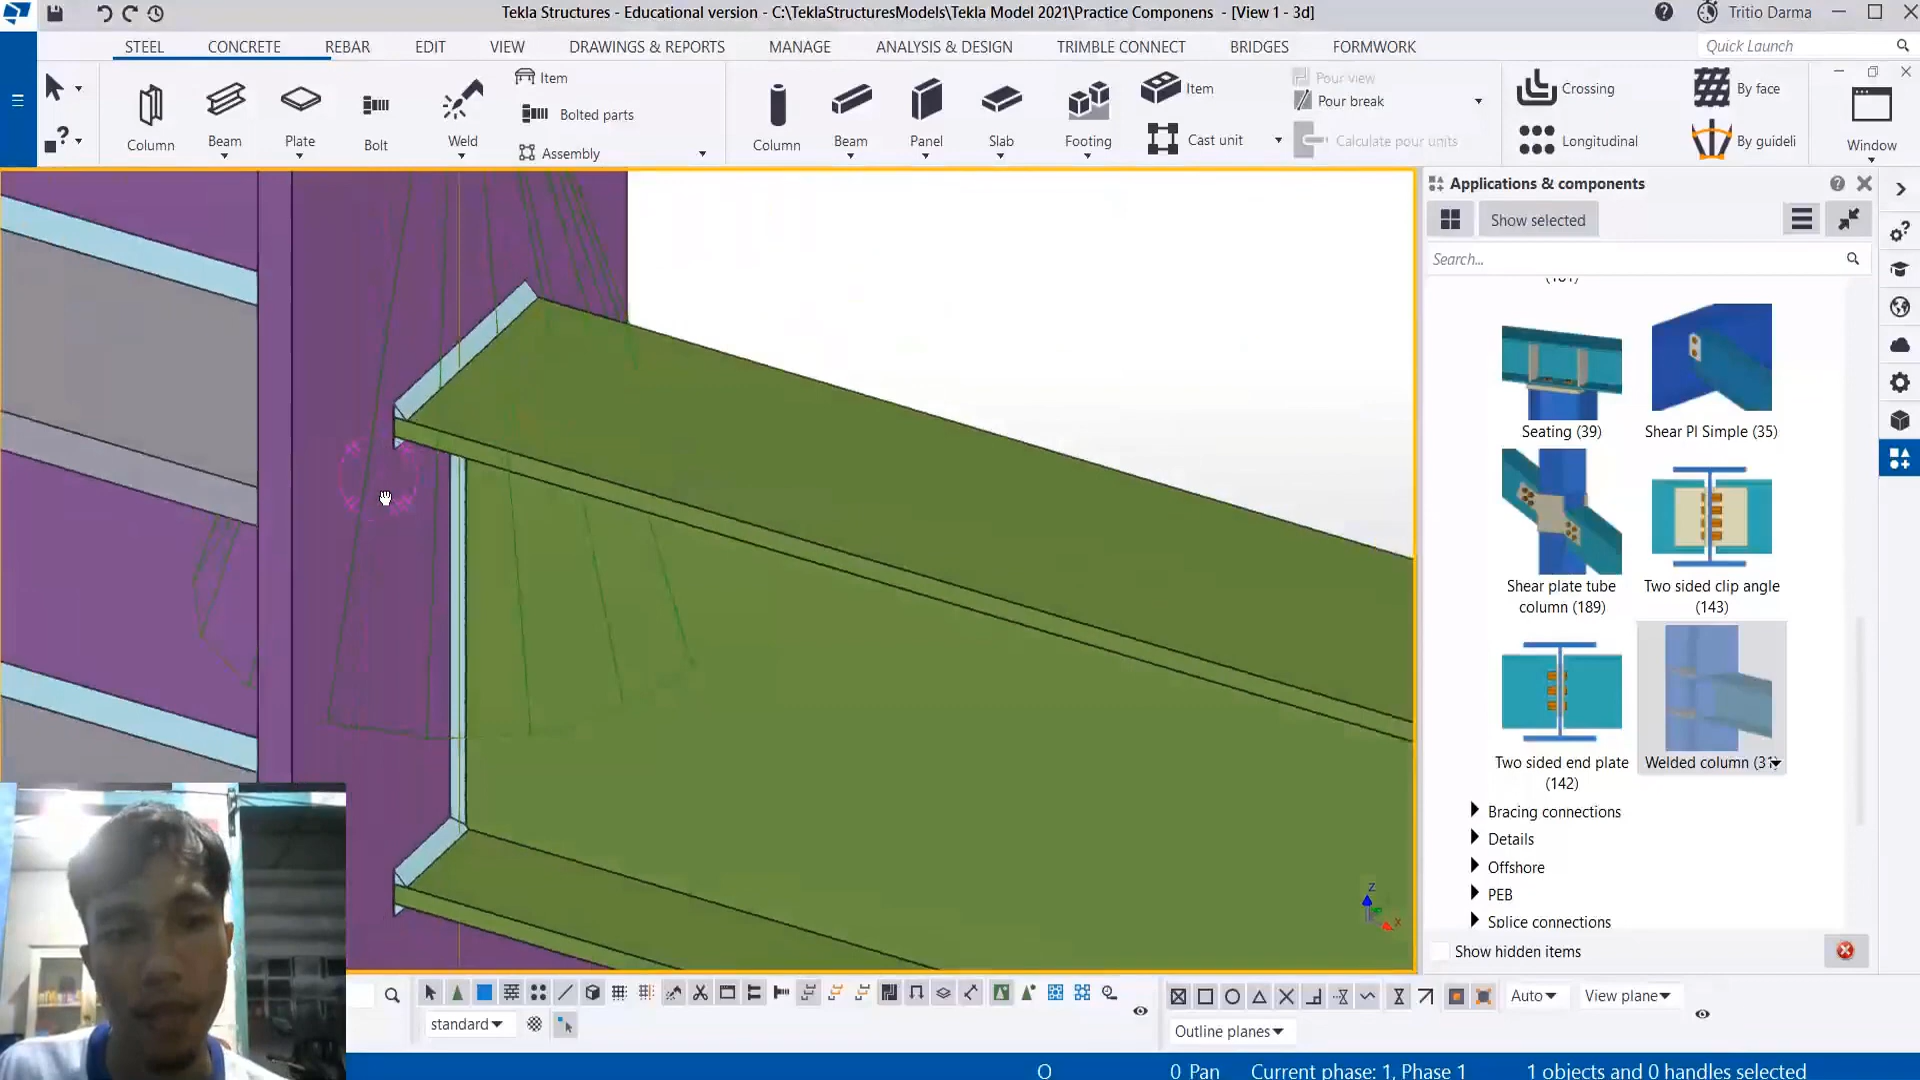 Tekla Structures - Educational version - C:\TeklaStructuresModels\Tekla Model 2021\Practice Componens - [View 1 - 3d]
Tritio Darma
STEEL CONCRETE REBAR EDIT VIEW DRAWINGS & REPORTS MANAGE ANALYSIS & DESIGN TRIMBLE CONNECT BRIDGES FORMWORK
Quick Launch
Column
Beam
Plate
Bolt
Weld
Item
Bolted parts
Assembly
Column
Beam
Panel
Slab
Footing
Item
Cast unit
Pour view
Pour break
Calculate pour units
Crossing
Longitudinal
By face
By guideli
Window
Applications & components
Show selected
Search...
Seating (39)
Shear Pl Simple (35)
Shear plate tube
column (189)
Two sided clip angle
(143)
Two sided end plate
(142)
Welded column (31
Bracing connections
Details
Offshore
PEB
Splice connections
Show hidden items
Z
X
standard
Auto
View plane
Outline planes
O
0 Pan
Current phase: 1, Phase 1
1 objects and 0 handles selected